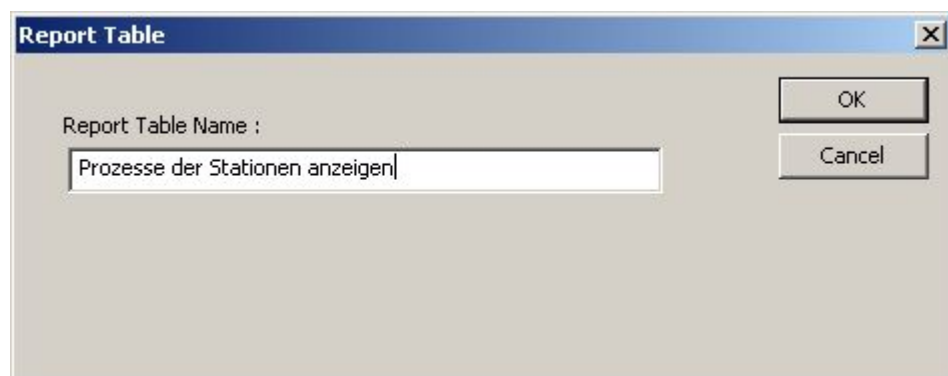 Report Table
OK
Report Table Name :
Cancel
Prozesse der Stationen anzeigen